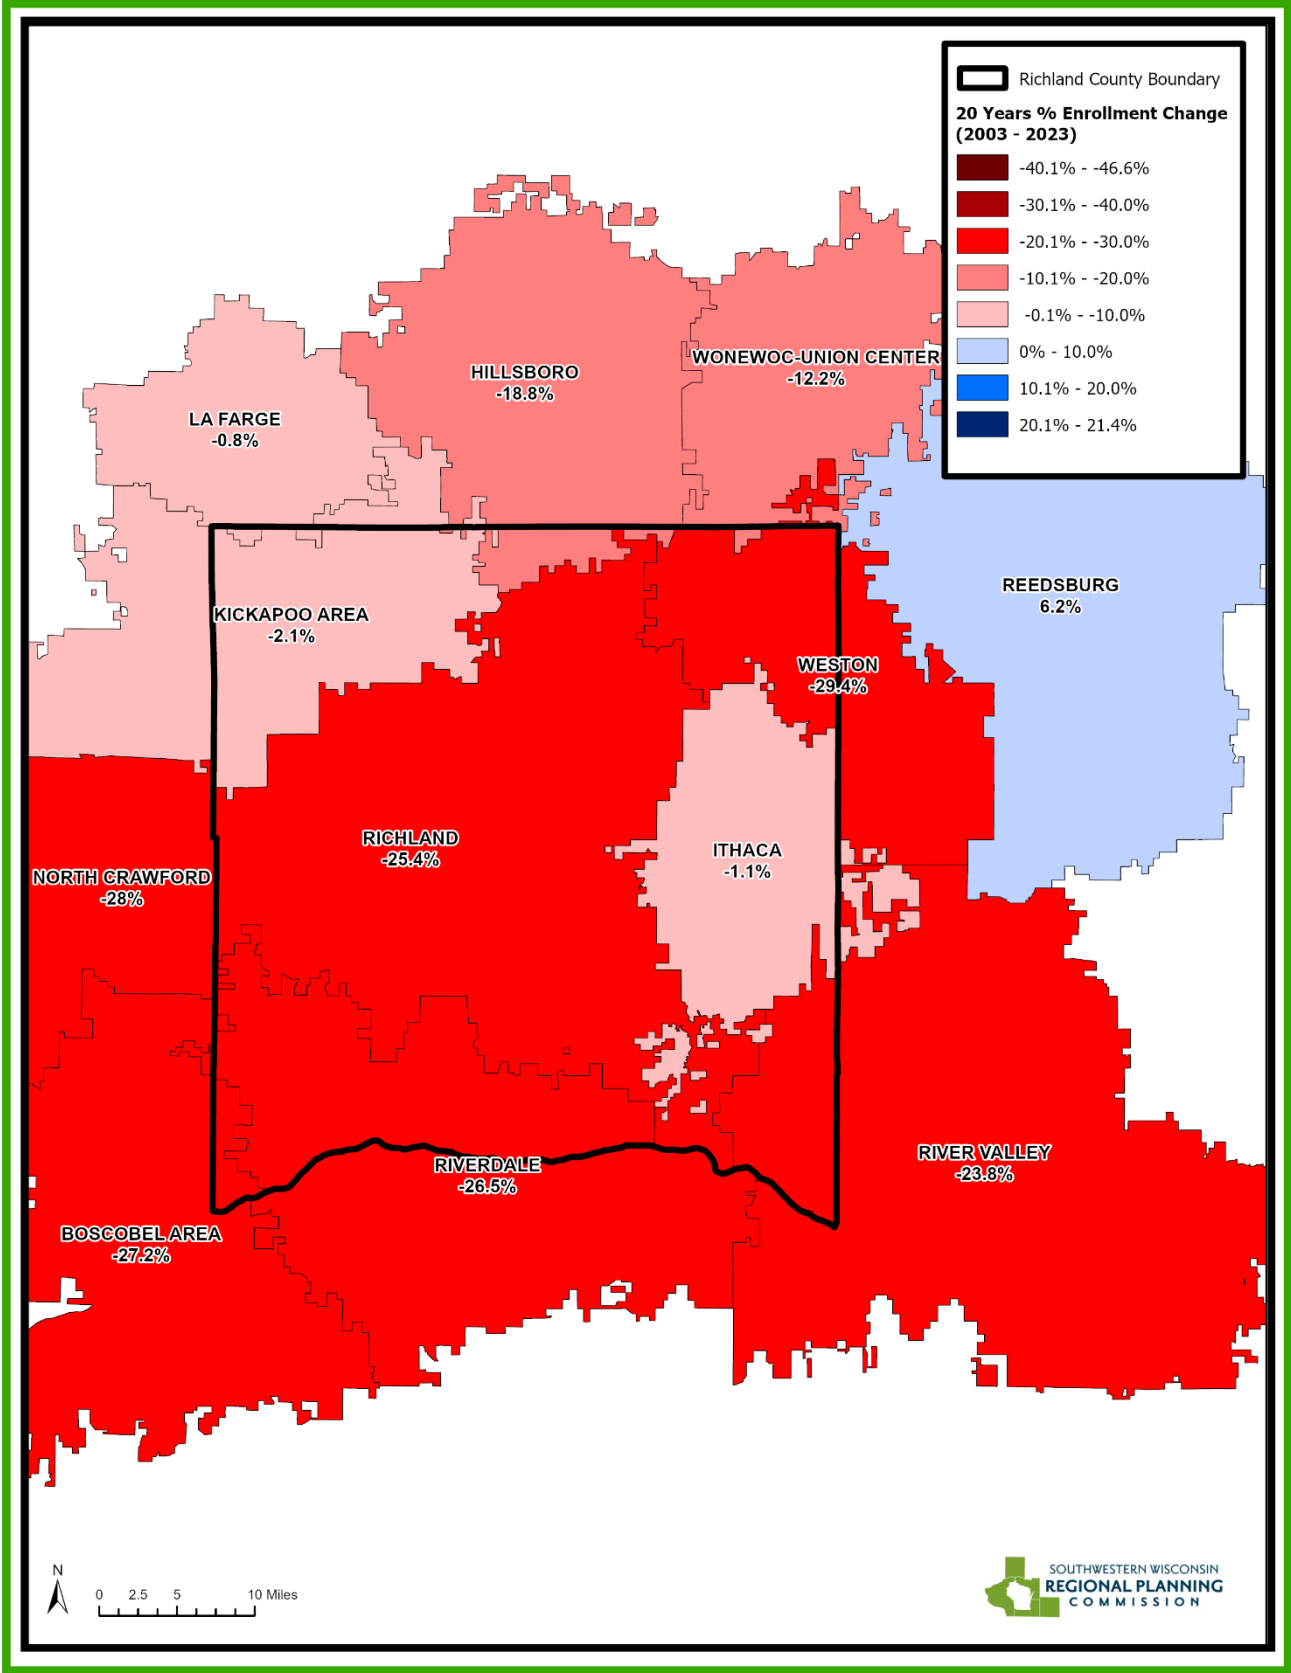 Richland County Boundary
20 Years % Enrollment Change
(2003 - 2023)
-40.1% - -46.6%
-30.1% - -40.0%
-20.1% - -30.0%
-10.1% - -20.0%
-0.1% - -10.0%
0% - 10.0%
10.1% - 20.0%
20.1% - 21.4%
HILLSBORO
-18.8%
WONEWOC-UNION CENTER
-12.2%
LA FARGE
-0.8%
REEDSBURG
6.2%
KICKAPOO AREA
-2.1%
WESTON
-29.4%
RICHLAND
-25.4%
ITHACA
-1.1%
NORTH CRAWFORD
-28%
RIVERDALE
-26.5%
RIVER VALLEY
-23.8%
BOSCOBEL AREA
-27.2%
N
0 2.5 5 10 Miles
SOUTHWESTERN WISCONSIN
REGIONAL PLANNING
COMMISSION